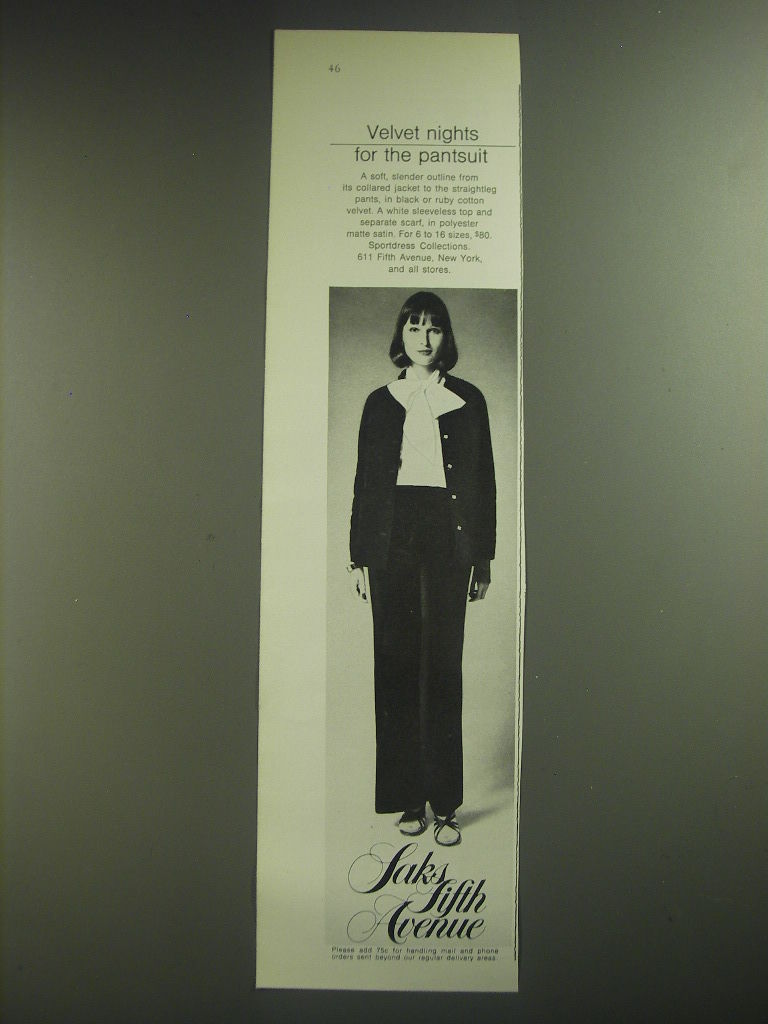 46
Velvet nights
for the pantsuit
A soft, slender outline from
its collared jacket to the straightleg
pants, in black or ruby cotton
velvet. A white sleeveless top and
separate scarf, in polyester
matte satin. For 6 to 16 sizes, $80.
Sportdress Collections.
611 Fifth Avenue, New York,
and all stores.
Saks
Fifth
Avenue
Please add 75c for handling mail and phone
orders sent beyond our regular delivery areas.